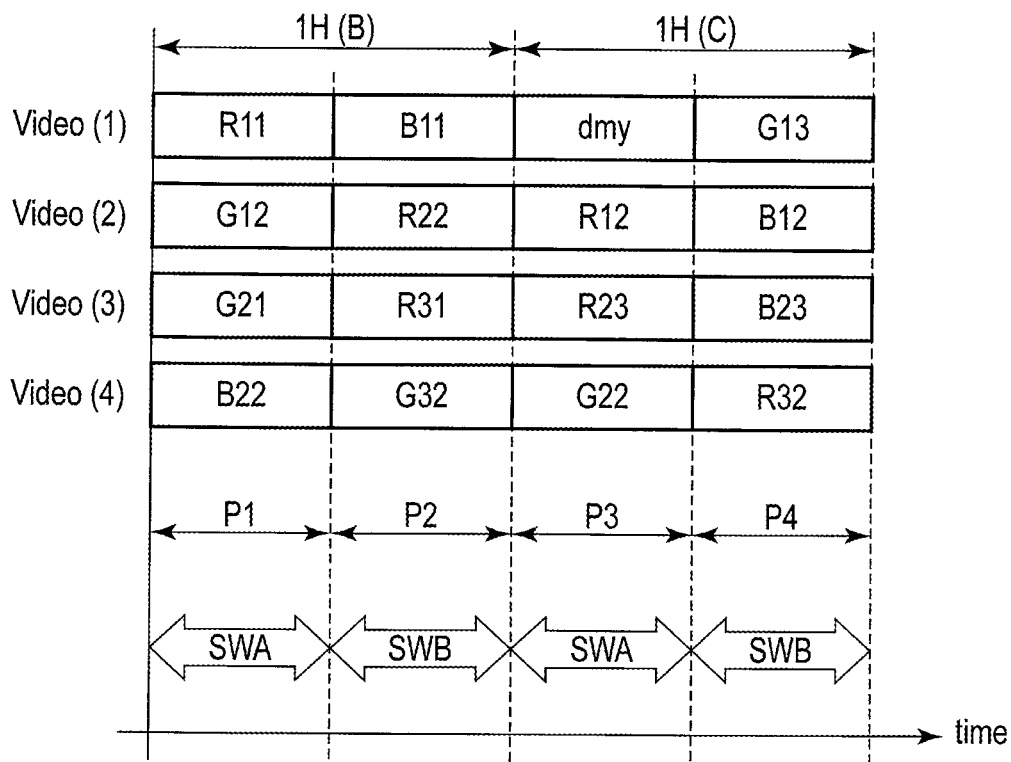 1H (B) 1H (C)
Video (1) R11 B11 dmy G13
Video (2) G12 R22 R12 B12
Video (3) G21 R31 R23 B23
Video (4) B22 G32 G22 R32
P1 P2 P3 P4
SWA SWB SWA SWB
time